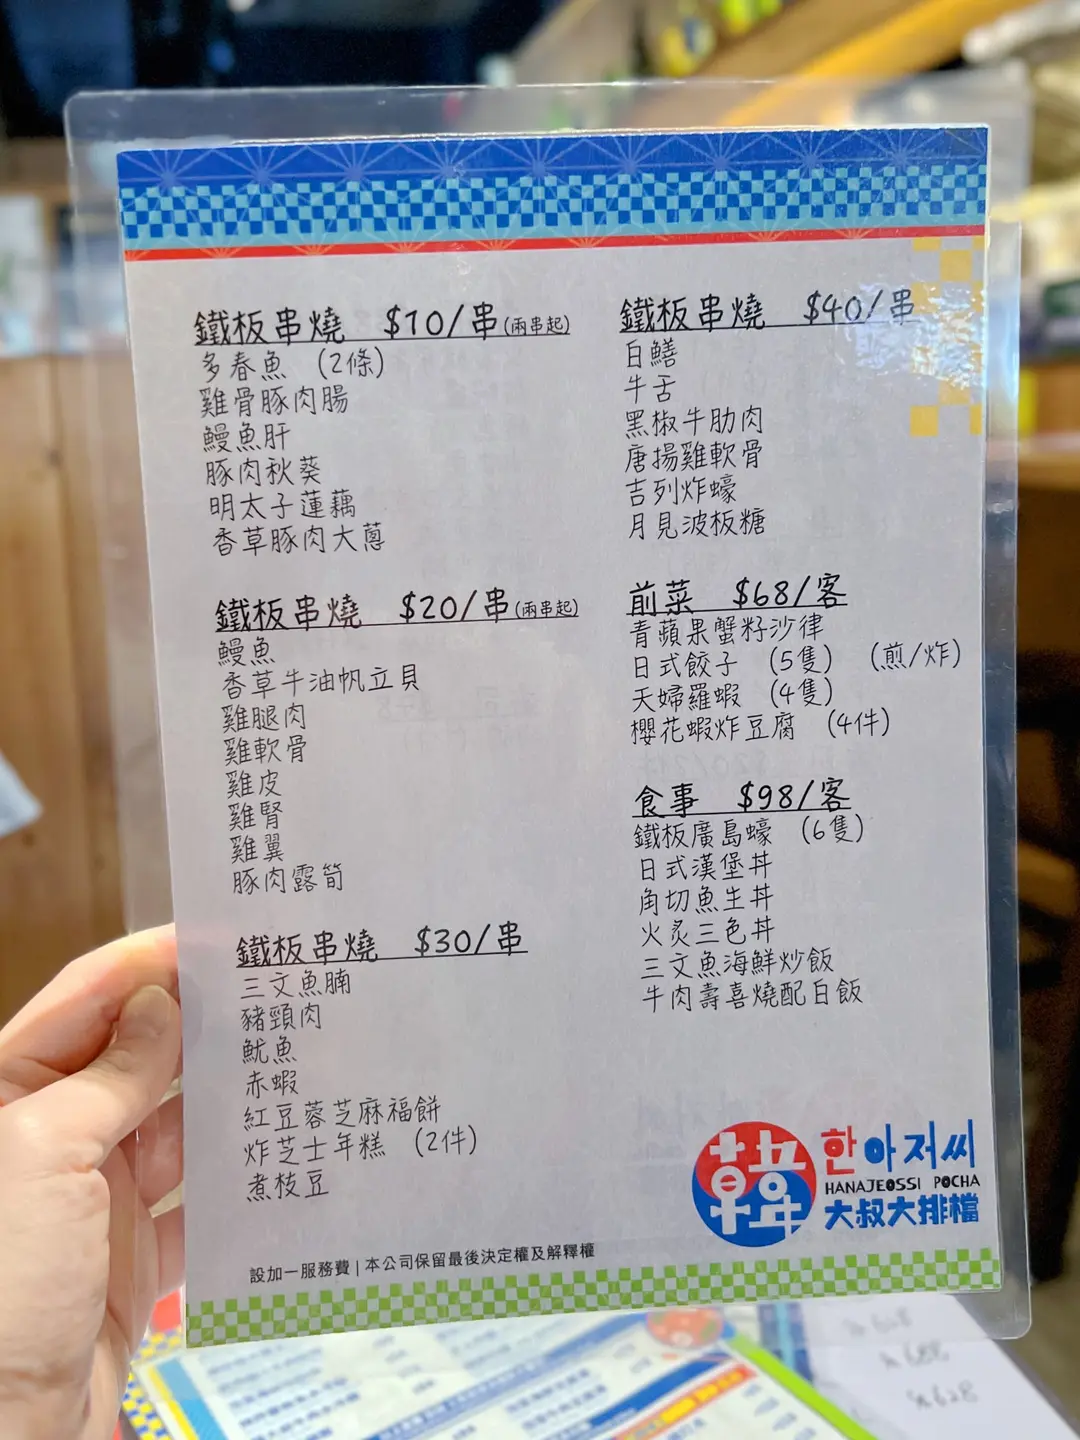 鐵板串燒 $10/串(兩串起)
多春魚 (2條)
雞骨豚肉腸
鰻魚肝
豚肉秋葵
明太子蓮藕
香草豚肉大蔥
鐵板串燒 $20/串(兩串起)
鰻魚
香草牛油帆立貝
雞腿肉
雞軟骨
雞皮
雞腎
雞翼
豚肉露筍
鐵板串燒 $30/串
三文魚腩
豬頸肉
魷魚
赤蝦
紅豆蓉芝麻福餅
炸芝士年糕 (2件)
煮枝豆
鐵板串燒 $40/串
白鱔
牛舌
黑椒牛肋肉
唐揚雞軟骨
吉列炸蠔
月見波板糖
前菜 $68/客
青蘋果蟹籽沙律
日式餃子 (5隻) (煎/炸)
天婦羅蝦 (4隻)
櫻花蝦炸豆腐 (4件)
食事 $98/客
鐵板廣島蠔 (6隻)
日式漢堡丼
角切魚生丼
火炙三色丼
三文魚海鮮炒飯
牛肉壽喜燒配白飯
韓
한아저씨
HANAJEOSSI POCHA
大叔大排檔
設加一服務費 | 本公司保留最後決定權及解釋權